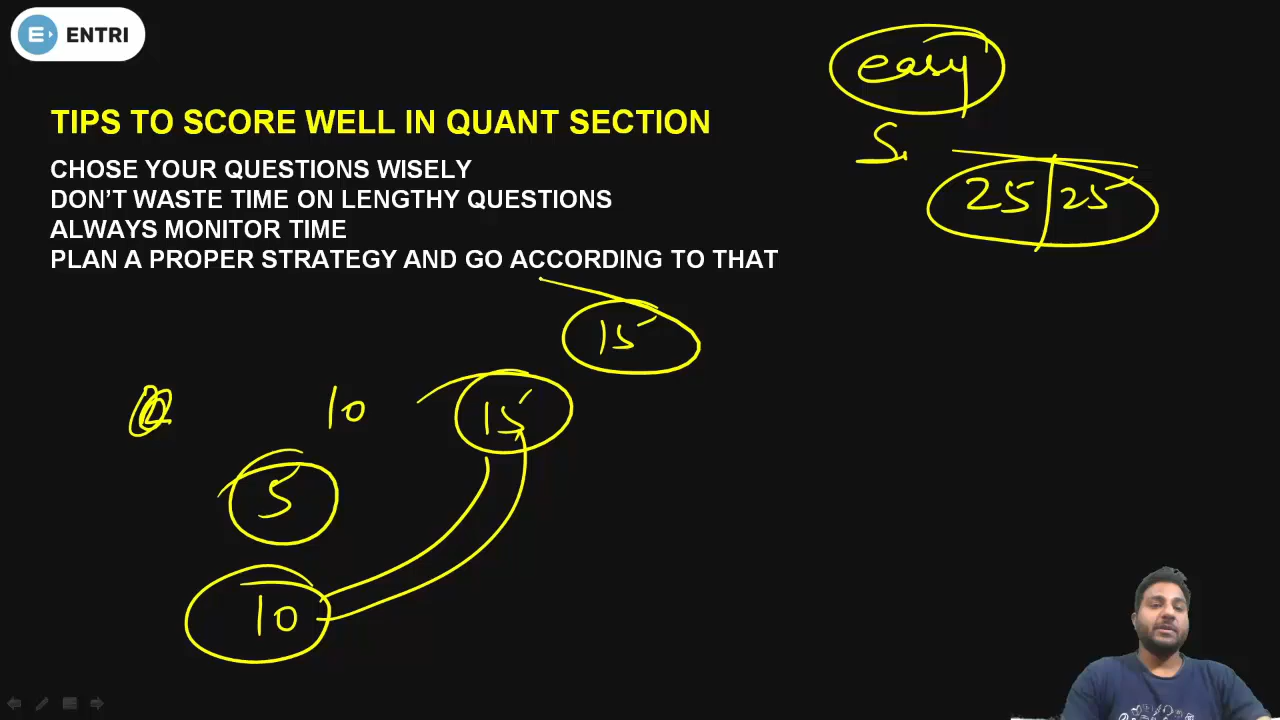 ENTRI
easy
TIPS TO SCORE WELL IN QUANT SECTION
CHOSE YOUR QUESTIONS WISELY
DON'T WASTE TIME ON LENGTHY QUESTIONS
ALWAYS MONITOR TIME
PLAN A PROPER STRATEGY AND GO ACCORDING TO THAT
25 | 25
15
10 15
5
10